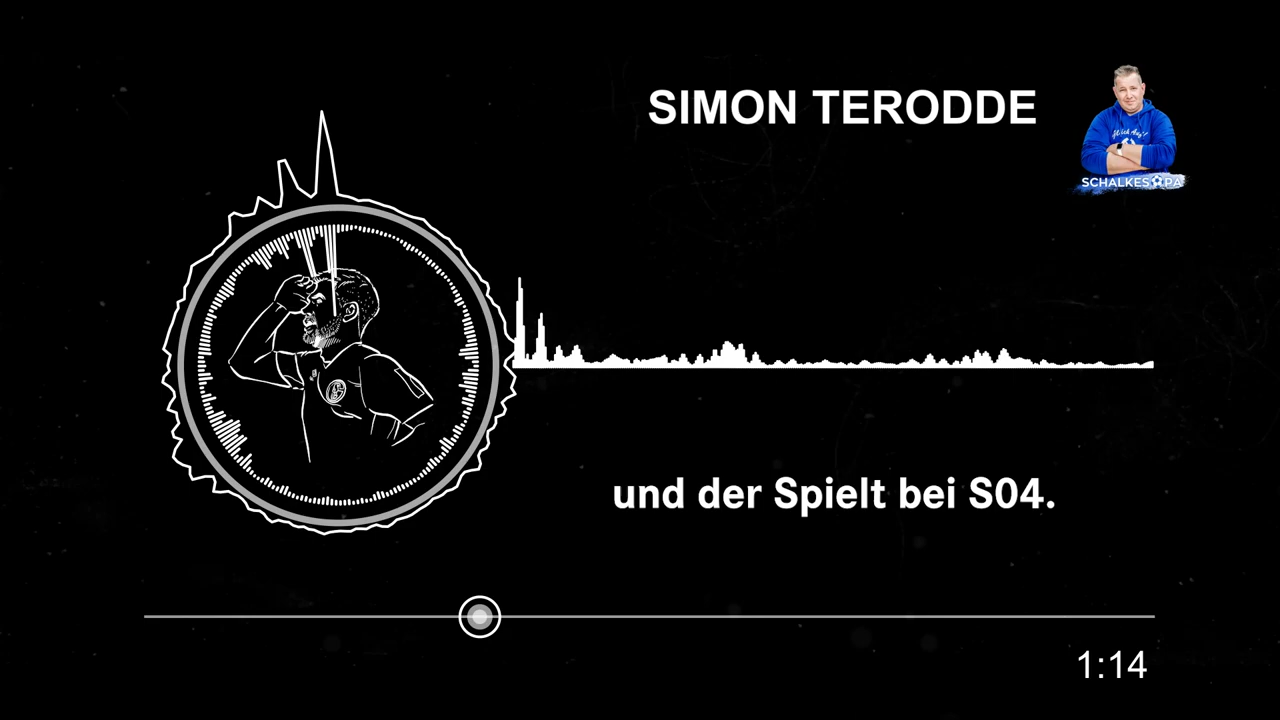 SIMON TERODDE
SCHALKES PA
und der Spielt bei S04.
1:14